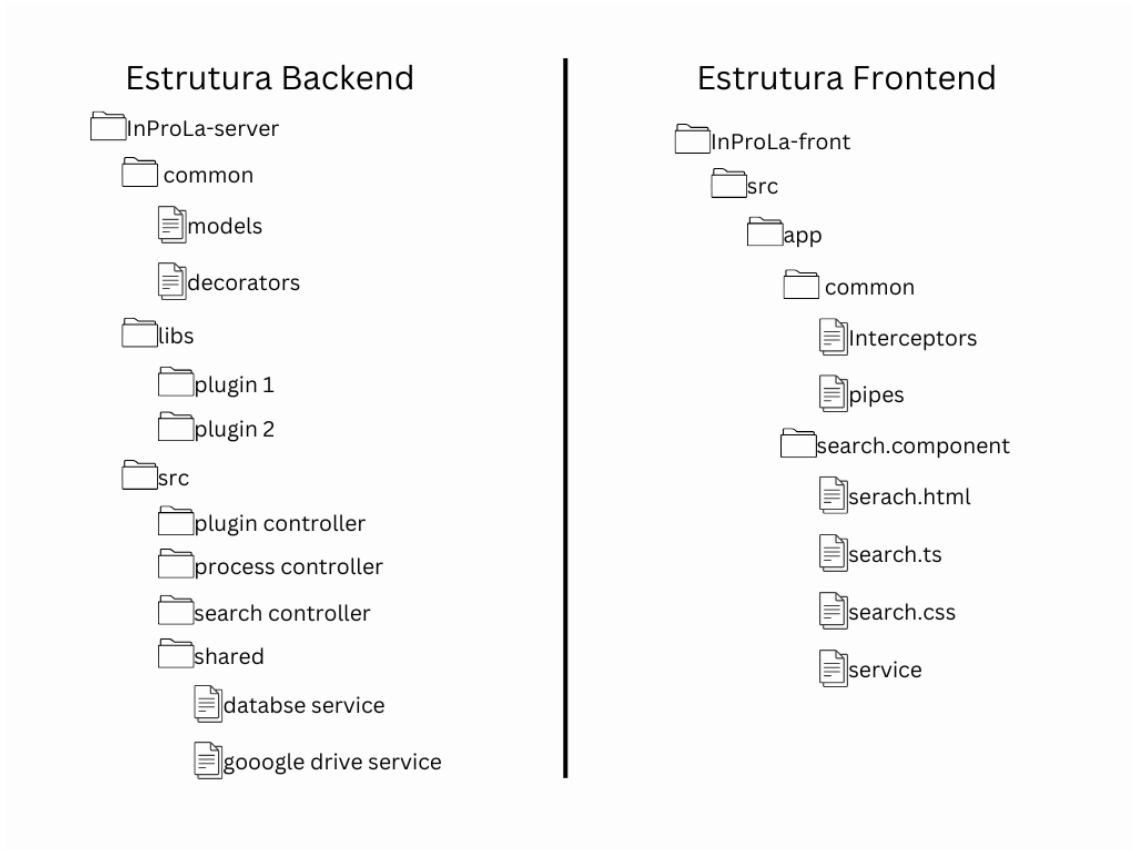 Estrutura Backend
InProLa-server
common
models
decorators
libs
plugin 1
plugin 2
src
plugin controller
process controller
search controller
shared
databse service
gooogle drive service
Estrutura Frontend
InProLa-front
src
app
common
Interceptors
pipes
search.component
serach.html
search.ts
search.css
service